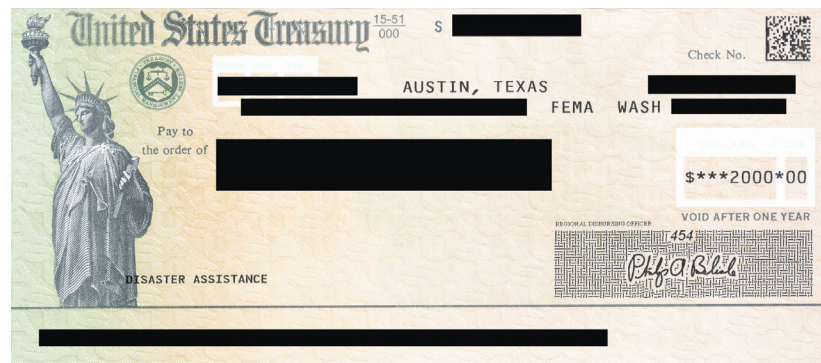 United States Treasury 15-51 000 S
Check No.
AUSTIN, TEXAS
FEMA WASH
Pay to
the order of
$***2000*00
VOID AFTER ONE YEAR
REGIONAL DISBURSING OFFICER
454
DISASTER ASSISTANCE